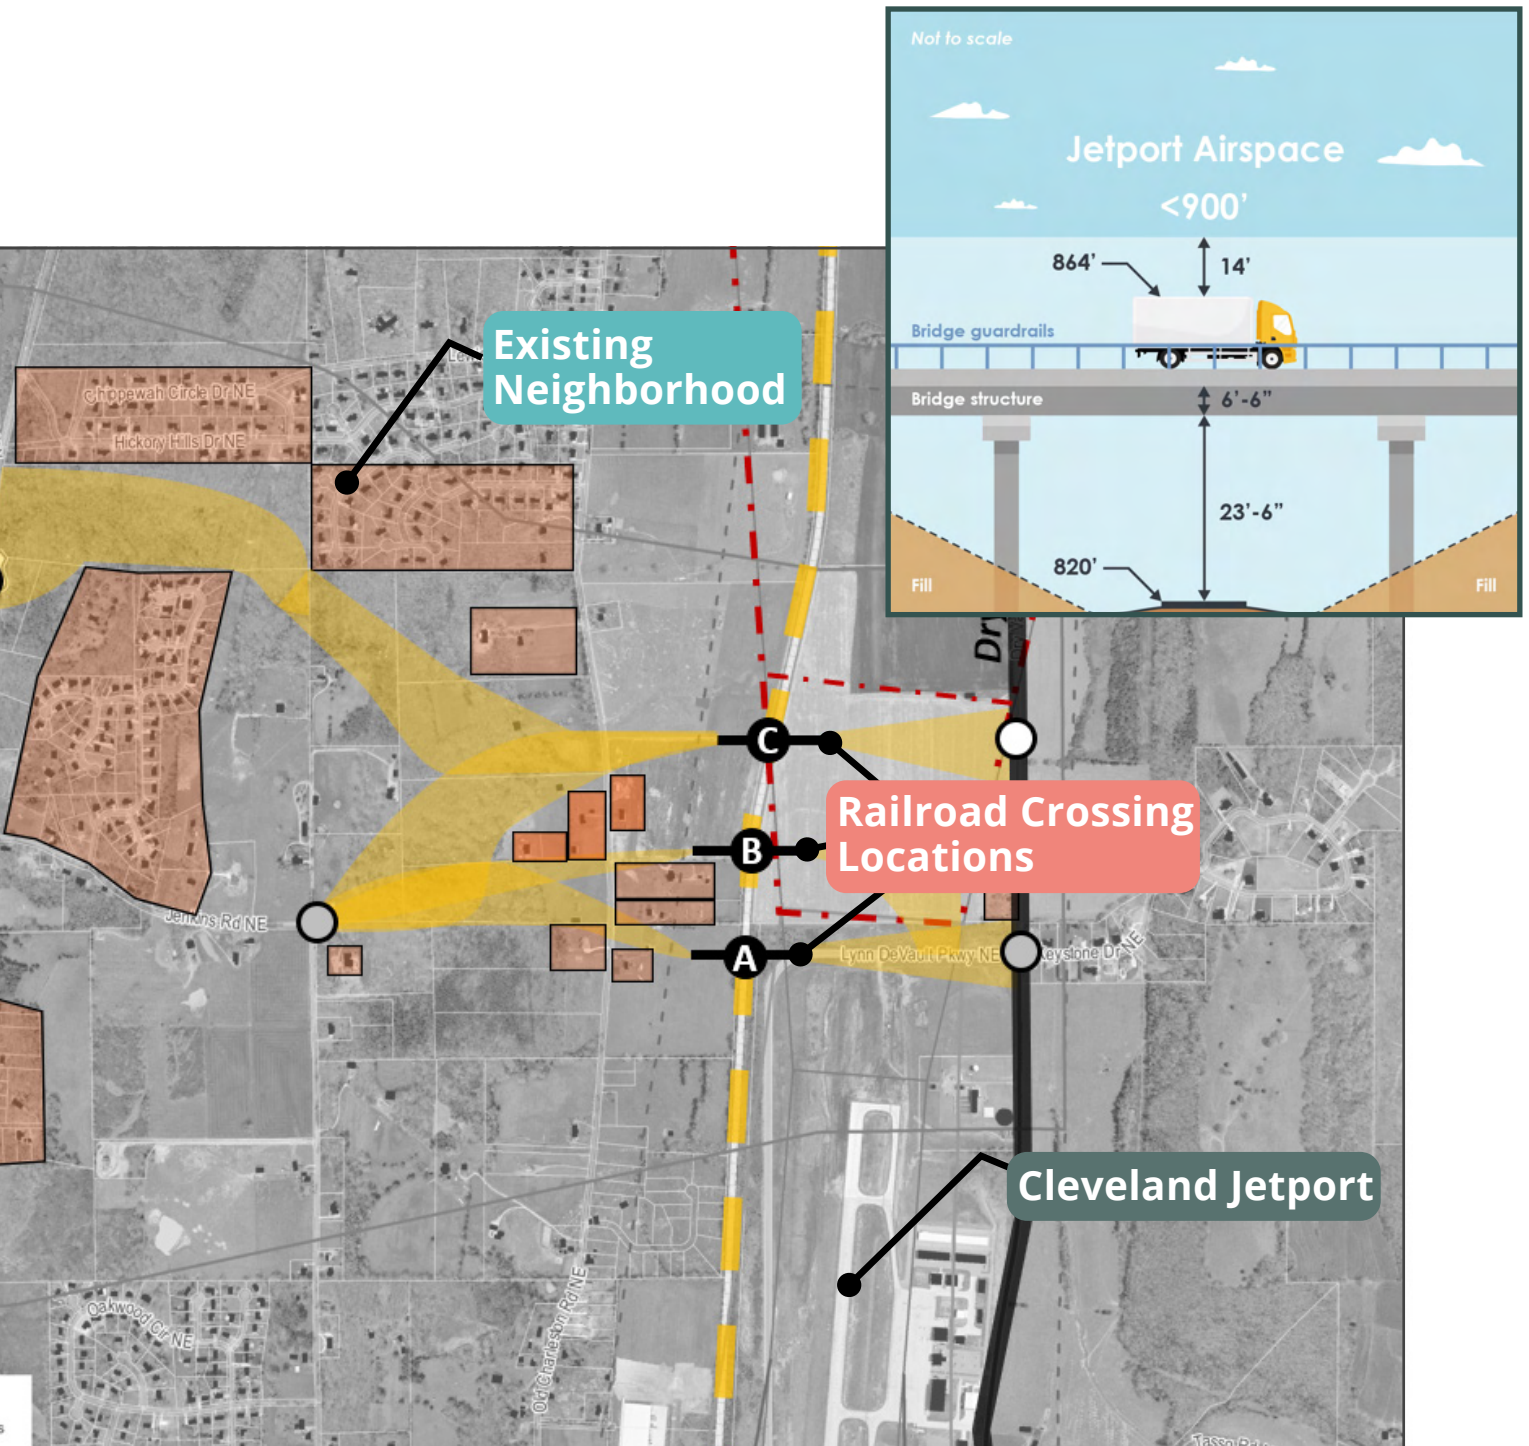 Not to scale
Jetport Airspace
<900’
864’
14’
Bridge guardrails
Bridge structure
6’-6”
23’-6”
820’
Fill
Fill
Existing
Neighborhood
Chippewah Circle Dr NE
Hickory Hills Dr NE
C
Railroad Crossing
Locations
B
Jenkins Rd NE
A
Lynn DeVault Pkwy NE
Keystone Dr NE
Cleveland Jetport
Oakwood Cir NE
Old Charleston Rd NE